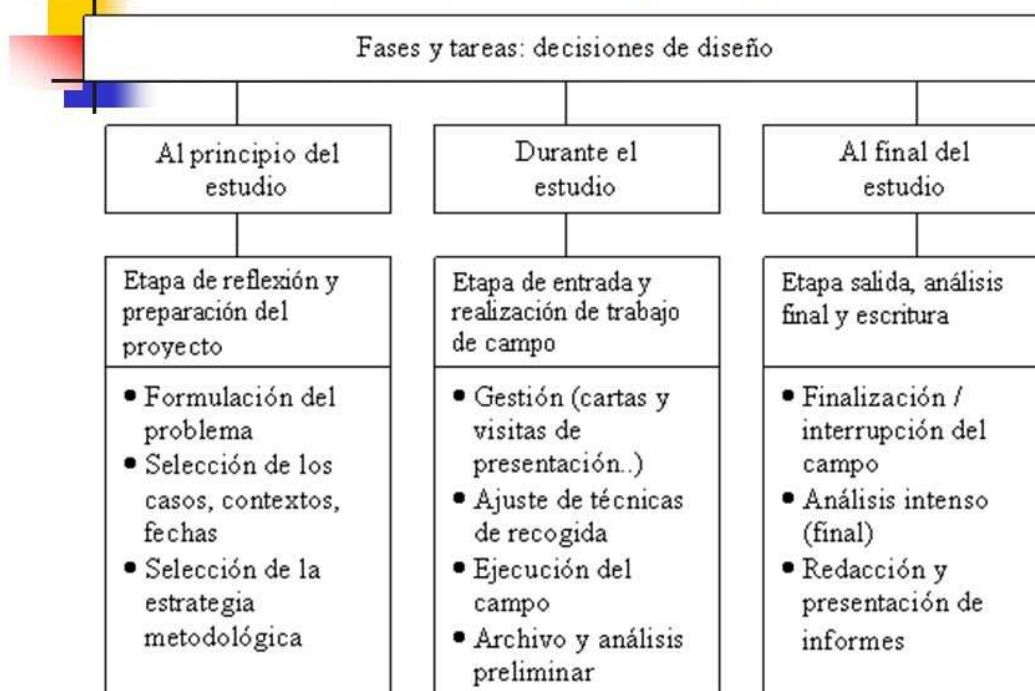 Fases y tareas: decisiones de diseño
Al principio del
estudio
Etapa de reflexión y
preparación del
proyecto
• Formulación del
problema
• Selección de los
casos, contextos,
fechas
• Selección de la
estrategia
metodológica
Durante el
estudio
Etapa de entrada y
realización de trabajo
de campo
• Gestión (cartas y
visitas de
presentación..)
• Ajuste de técnicas
de recogida
• Ejecución del
campo
• Archivo y análisis
preliminar
Al final del
estudio
Etapa salida, análisis
final y escritura
• Finalización /
interrupción del
campo
• Análisis intenso
(final)
• Redacción y
presentación de
informes